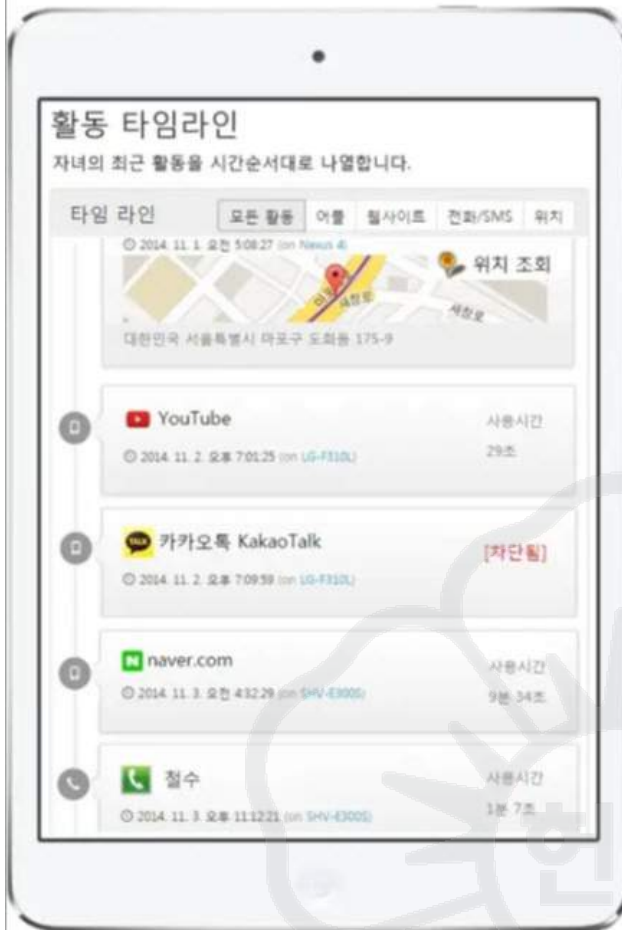 활동 타임라인
자녀의 최근 활동을 시간순서대로 나열합니다.
타임 라인 모든 활동 어플 웹사이트 전화/SMS 위치
2014. 11. 1. 오전 5:08:27 (on Nexus 4)
위치 조회
새창로
새창로
대한민국 서울특별시 마포구 도화동 175-9
YouTube 사용시간
2014. 11. 2. 오후 7:01:25 (on LG-F310L) 29초
TALK 카카오톡 KakaoTalk [차단됨]
2014. 11. 2. 오후 7:09:59 (on LG-F310L)
N naver.com 사용시간
2014. 11. 3. 오전 4:32:29 (on SHV-E300S) 9분 34초
철수 사용시간
2014. 11. 3. 오후 11:12:21 (on SHV-E300S) 1분 7초